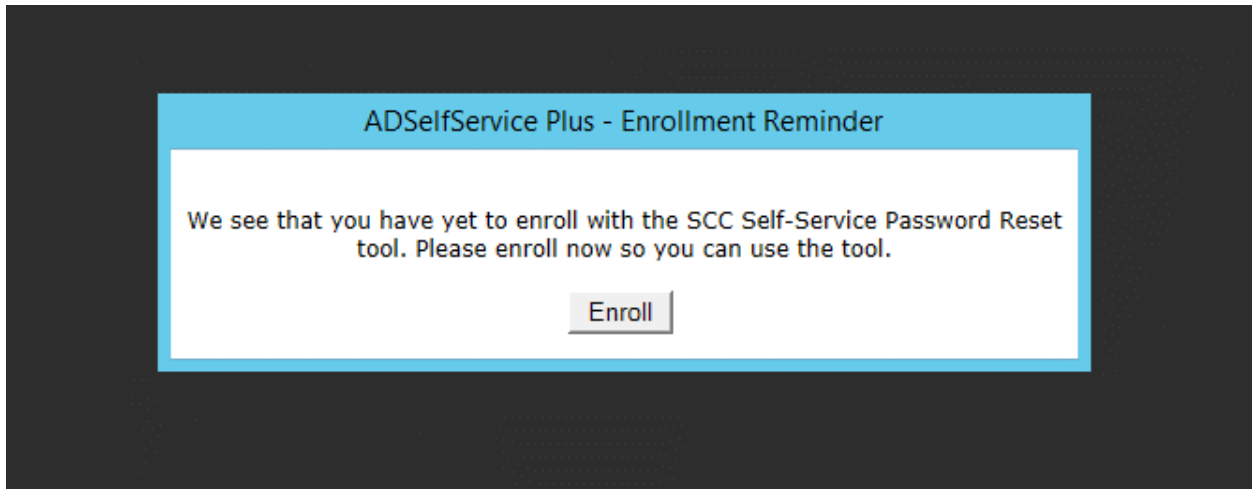 ADSelfService Plus - Enrollment Reminder
We see that you have yet to enroll with the SCC Self-Service Password Reset
tool. Please enroll now so you can use the tool.
Enroll